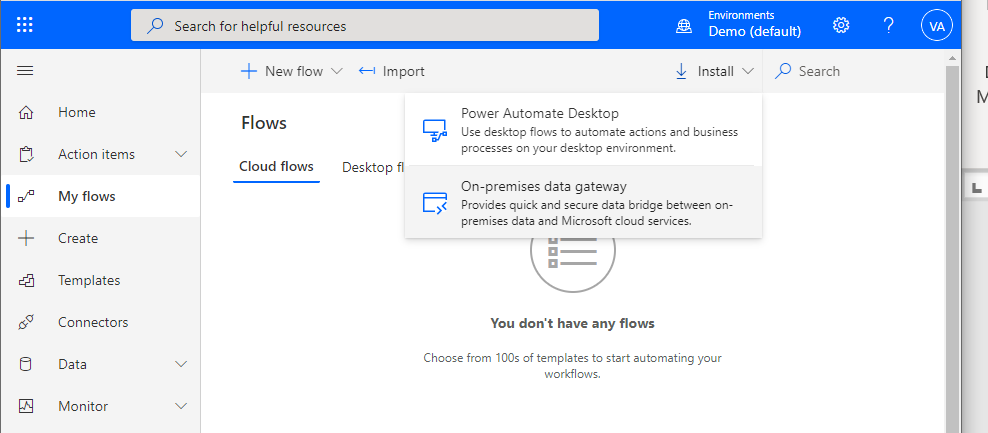 Search for helpful resources
Environments
Demo (default)
VA
New flow
Import
Install
Search
Home
Action items
My flows
Create
Templates
Connectors
Data
Monitor
Flows
Cloud flows
Desktop fl
Power Automate Desktop
Use desktop flows to automate actions and business
processes on your desktop environment.
On-premises data gateway
Provides quick and secure data bridge between on-
premises data and Microsoft cloud services.
You don't have any flows
Choose from 100s of templates to start automating your
workflows.